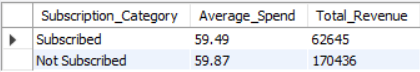 Subscription_Category Average_Spend Total_Revenue
Subscribed 59.49 62645
Not Subscribed 59.87 170436